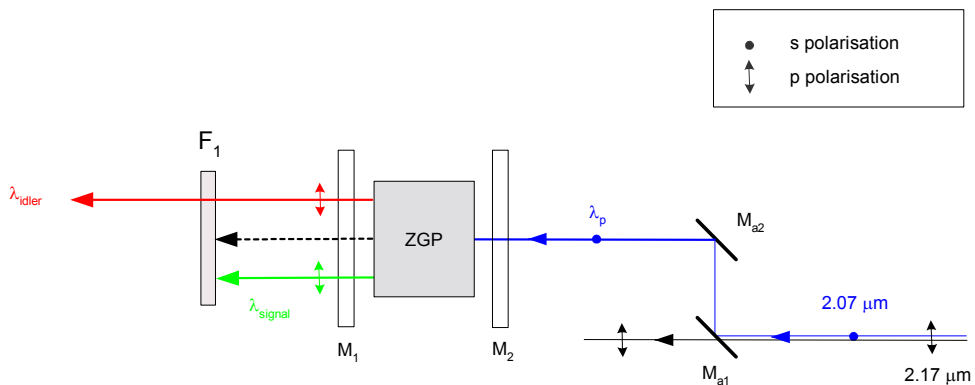 s polarisation
p polarisation
F1
λidler
λp
Ma2
ZGP
2.07 μm
λsignal
M1
M2
Ma1
2.17 μm